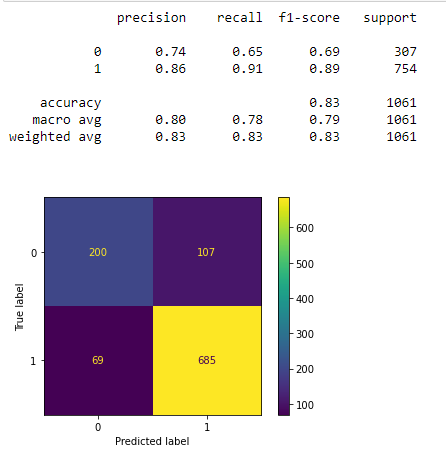 precision recall f1-score support
0 0.74 0.65 0.69 307
1 0.86 0.91 0.89 754
accuracy 0.83 1061
macro avg 0.80 0.78 0.79 1061
weighted avg 0.83 0.83 0.83 1061
600
0 200 107
500
400
True label
300
1 69 685
200
100
0 1
Predicted label